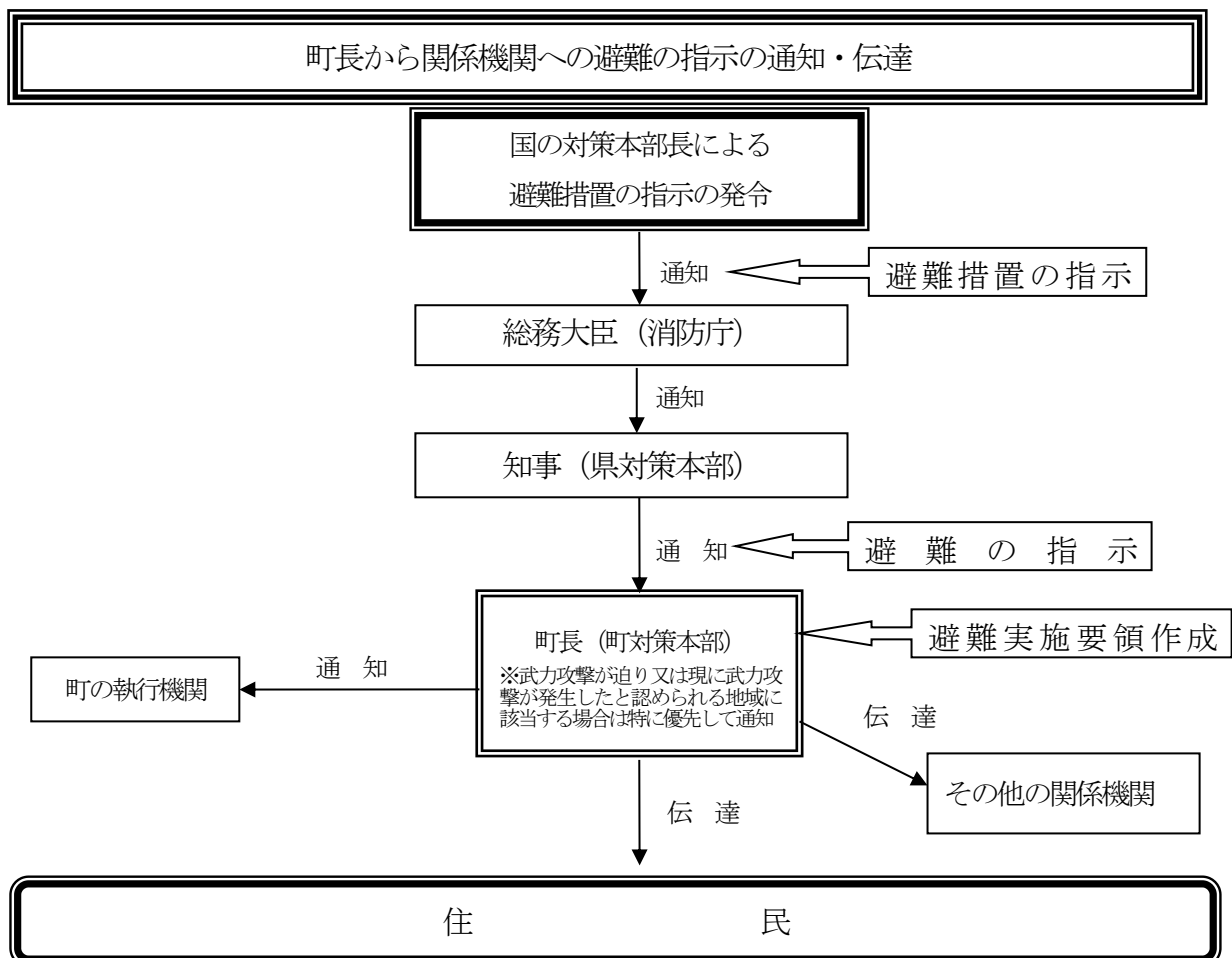 町長から関係機関への避難の指示の通知・伝達
国の対策本部長による
避難措置の指示の発令
通知
避難措置の指示
総務大臣（消防庁）
通知
知事（県対策本部）
通　知
避　難　の　指　示
町長（町対策本部）
※武力攻撃が迫り又は現に武力攻
撃が発生したと認められる地域に
該当する場合は特に優先して通知
避難実施要領作成
通　知
町の執行機関
伝　達
その他の関係機関
伝　達
住　民